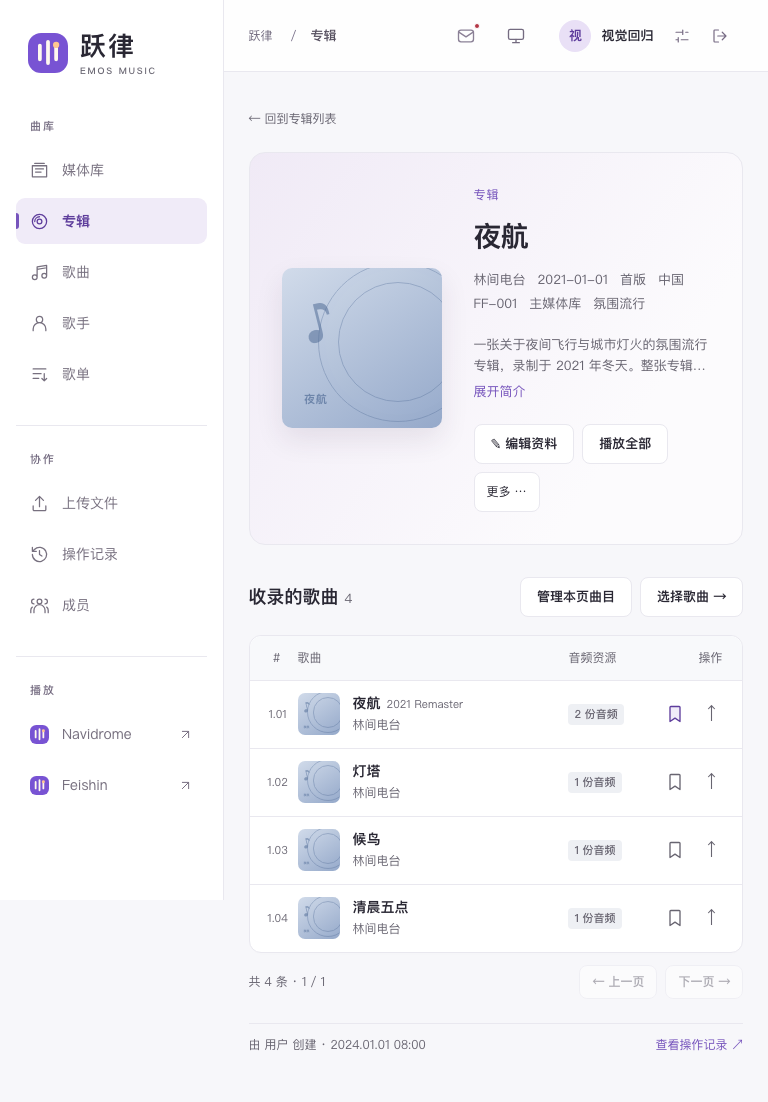 跃律
EMOS MUSIC
曲库
媒体库
专辑
歌曲
歌手
歌单
协作
上传文件
操作记录
成员
播放
Navidrome
Feishin
跃律 / 专辑
视 视觉回归
← 回到专辑列表
夜航
专辑
夜航
林间电台 2021-01-01 首版 中国
FF-001 主媒体库 氛围流行
一张关于夜间飞行与城市灯火的氛围流行
专辑，录制于 2021 年冬天。整张专辑…
展开简介
✎ 编辑资料 播放全部
更多 ···
收录的歌曲 4 管理本页曲目 选择歌曲 →
# 歌曲 音频资源 操作
1.01 夜航 2021 Remaster 2 份音频 ↑
林间电台
1.02 灯塔 1 份音频 ↑
林间电台
1.03 候鸟 1 份音频 ↑
林间电台
1.04 清晨五点 1 份音频 ↑
林间电台
共 4 条 · 1 / 1 ← 上一页 下一页 →
由 用户 创建 · 2024.01.01 08:00 查看操作记录 ↗